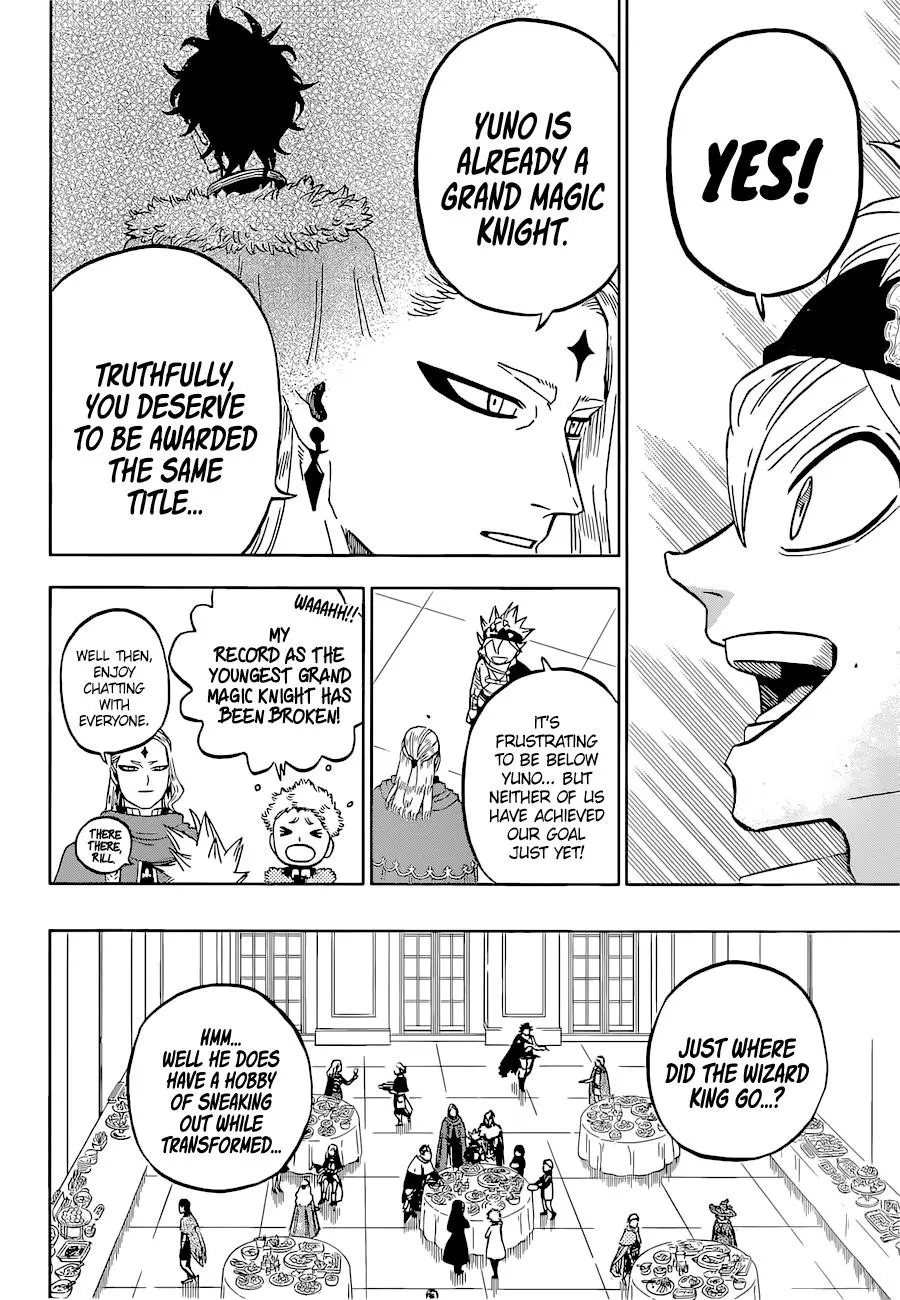 YES!
YUNO IS
ALREADY A
GRAND MAGIC
KNIGHT.
TRUTHFULLY,
YOU DESERVE
TO BE AWARDED
THE SAME
TITLE...
IT'S
FRUSTRATING
TO BE BELOW
YUNO... BUT
NEITHER OF US
HAVE ACHIEVED
OUR GOAL
JUST YET!
WAAAHH!!
MY
RECORD AS THE
YOUNGEST GRAND
MAGIC KNIGHT HAS
BEEN BROKEN!
WELL THEN,
ENJOY
CHATTING
WITH
EVERYONE.
THERE
THERE,
RILL
JUST WHERE
DID THE WIZARD
KING GO...?
HMM...
WELL HE DOES
HAVE A HOBBY
OF SNEAKING
OUT WHILE
TRANSFORMED...